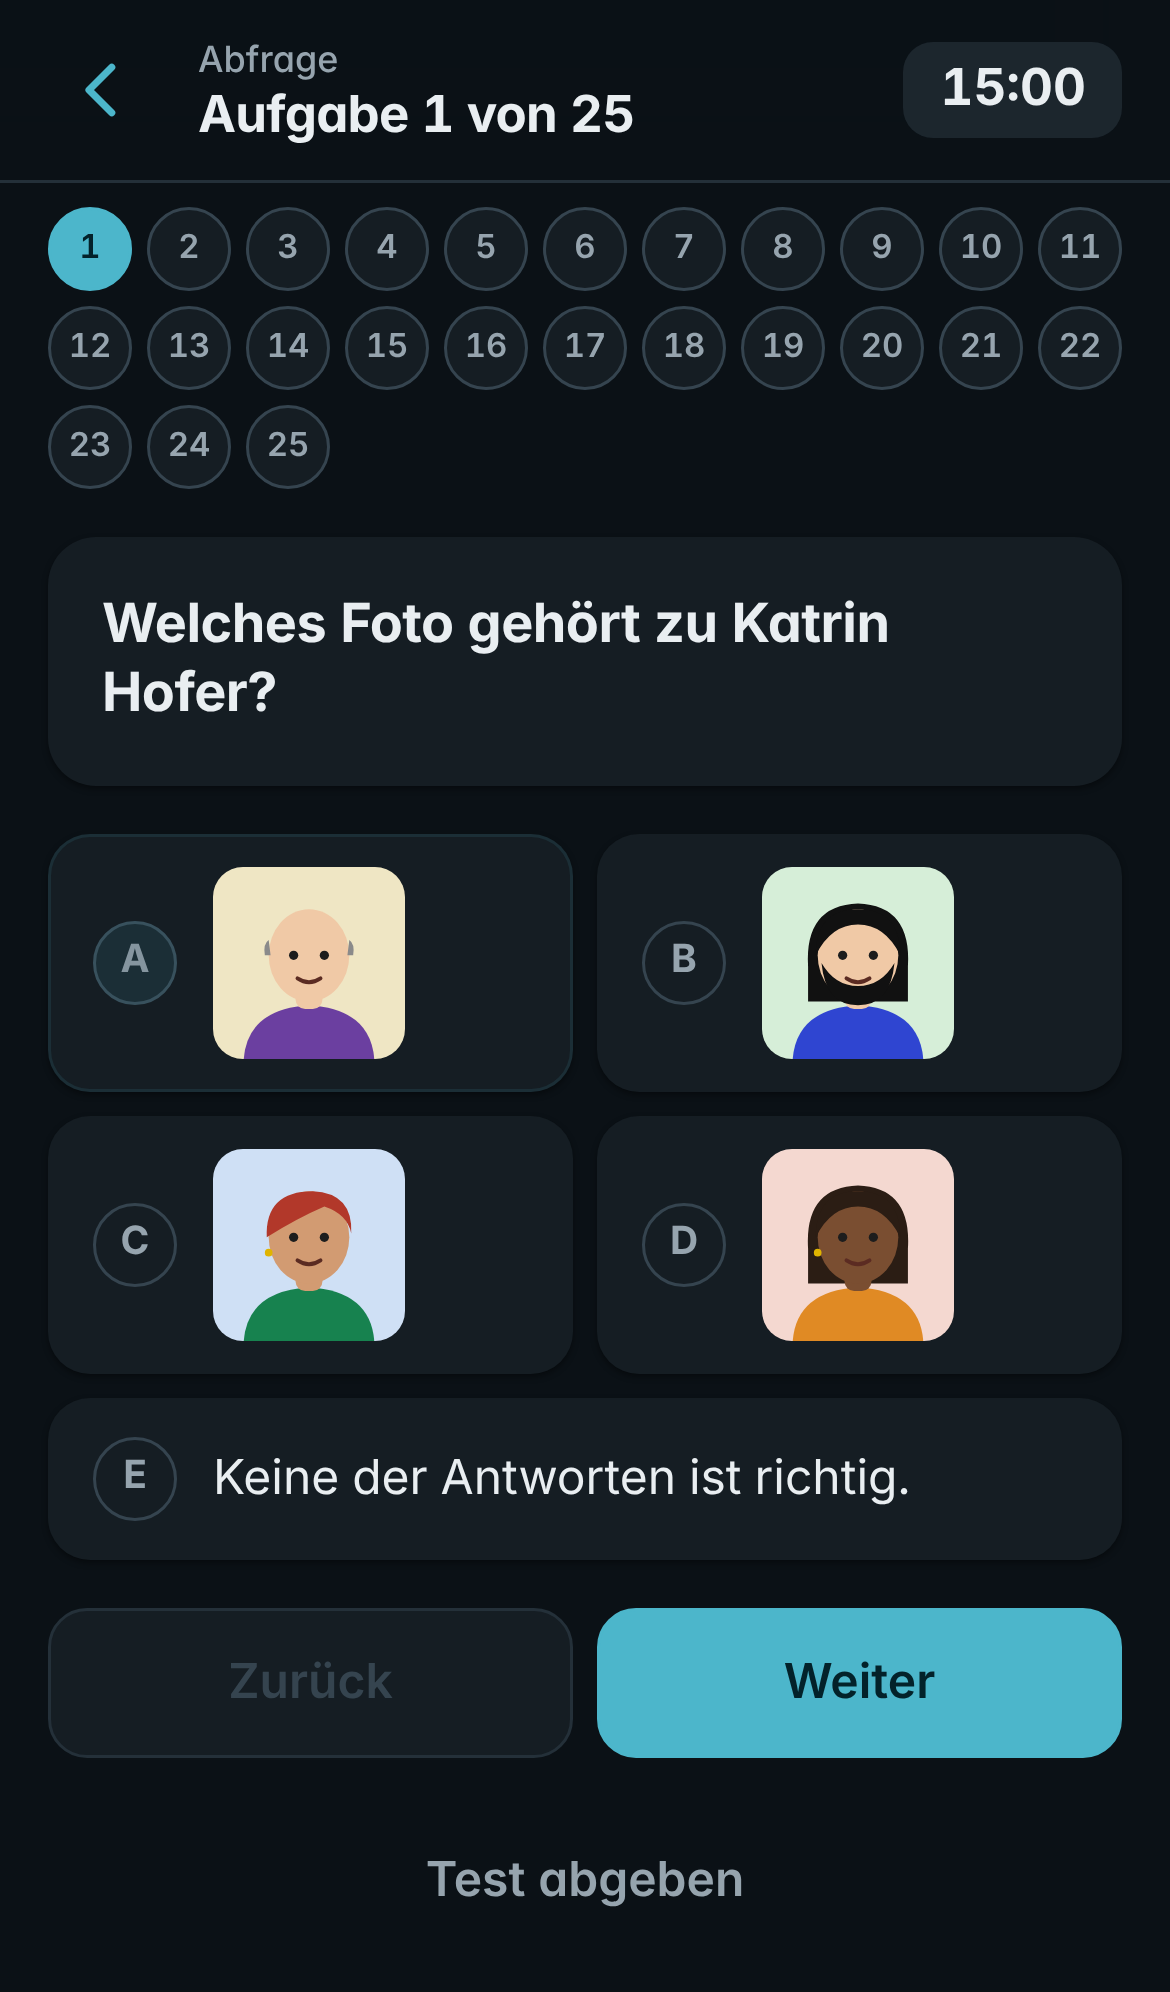 Abfrage
Aufgabe 1 von 25
15:00
1 2 3 4 5 6 7 8 9 10 11
12 13 14 15 16 17 18 19 20 21 22
23 24 25
Welches Foto gehört zu Katrin
Hofer?
A
B
C
D
E Keine der Antworten ist richtig.
Zurück
Weiter
Test abgeben